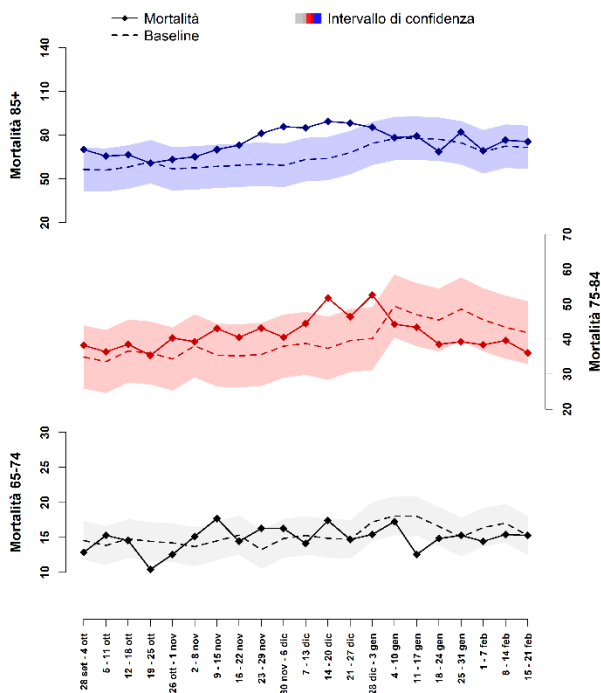 Mortalità
Intervallo di confidenza
Baseline
Mortalità 85+
140
110
80
50
20
Mortalità 75-84
70
60
50
40
30
20
Mortalità 65-74
30
25
20
15
10
28 set - 4 ott
5 - 11 ott
12 - 18 ott
19 - 25 ott
26 ott - 1 nov
2 - 8 nov
9 - 15 nov
16 - 22 nov
23 - 29 nov
30 nov - 6 dic
7 - 13 dic
14 - 20 dic
21 - 27 dic
28 dic - 3 gen
4 - 10 gen
11 - 17 gen
18 - 24 gen
25 - 31 gen
1 - 7 feb
8 - 14 feb
15 - 21 feb